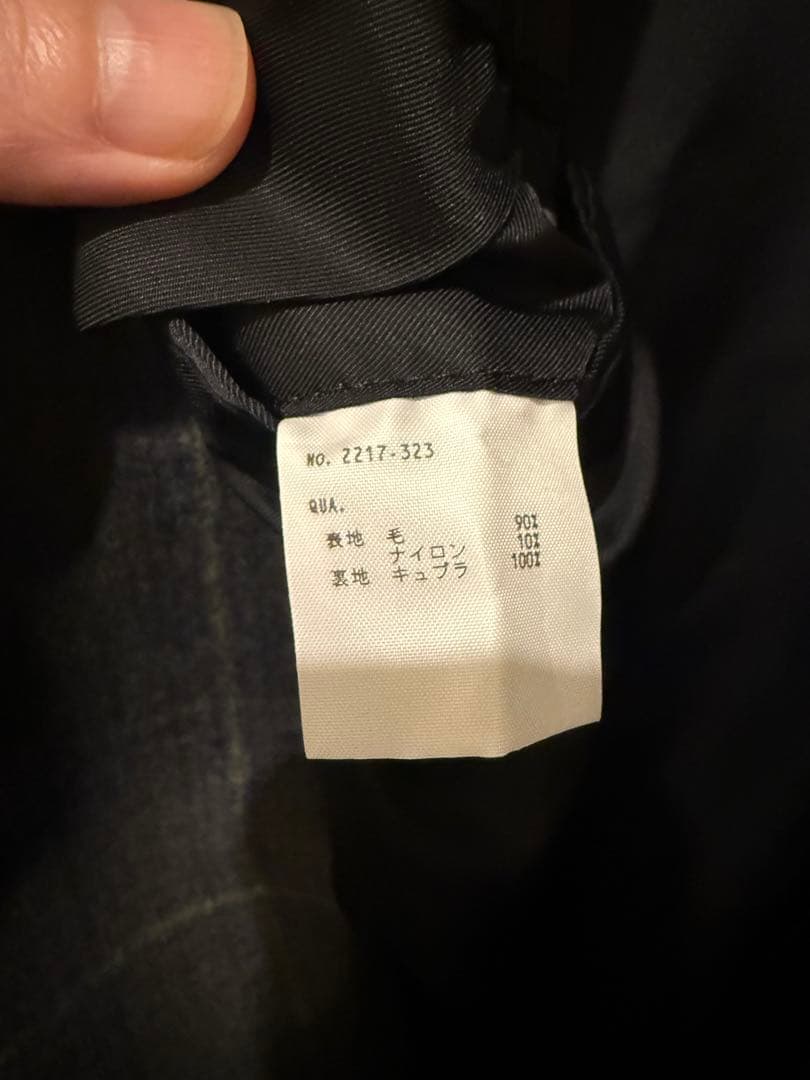 NO. 2217-323
QUA.
表地 毛 90%
ナイロン 10%
裏地 キュプラ 100%